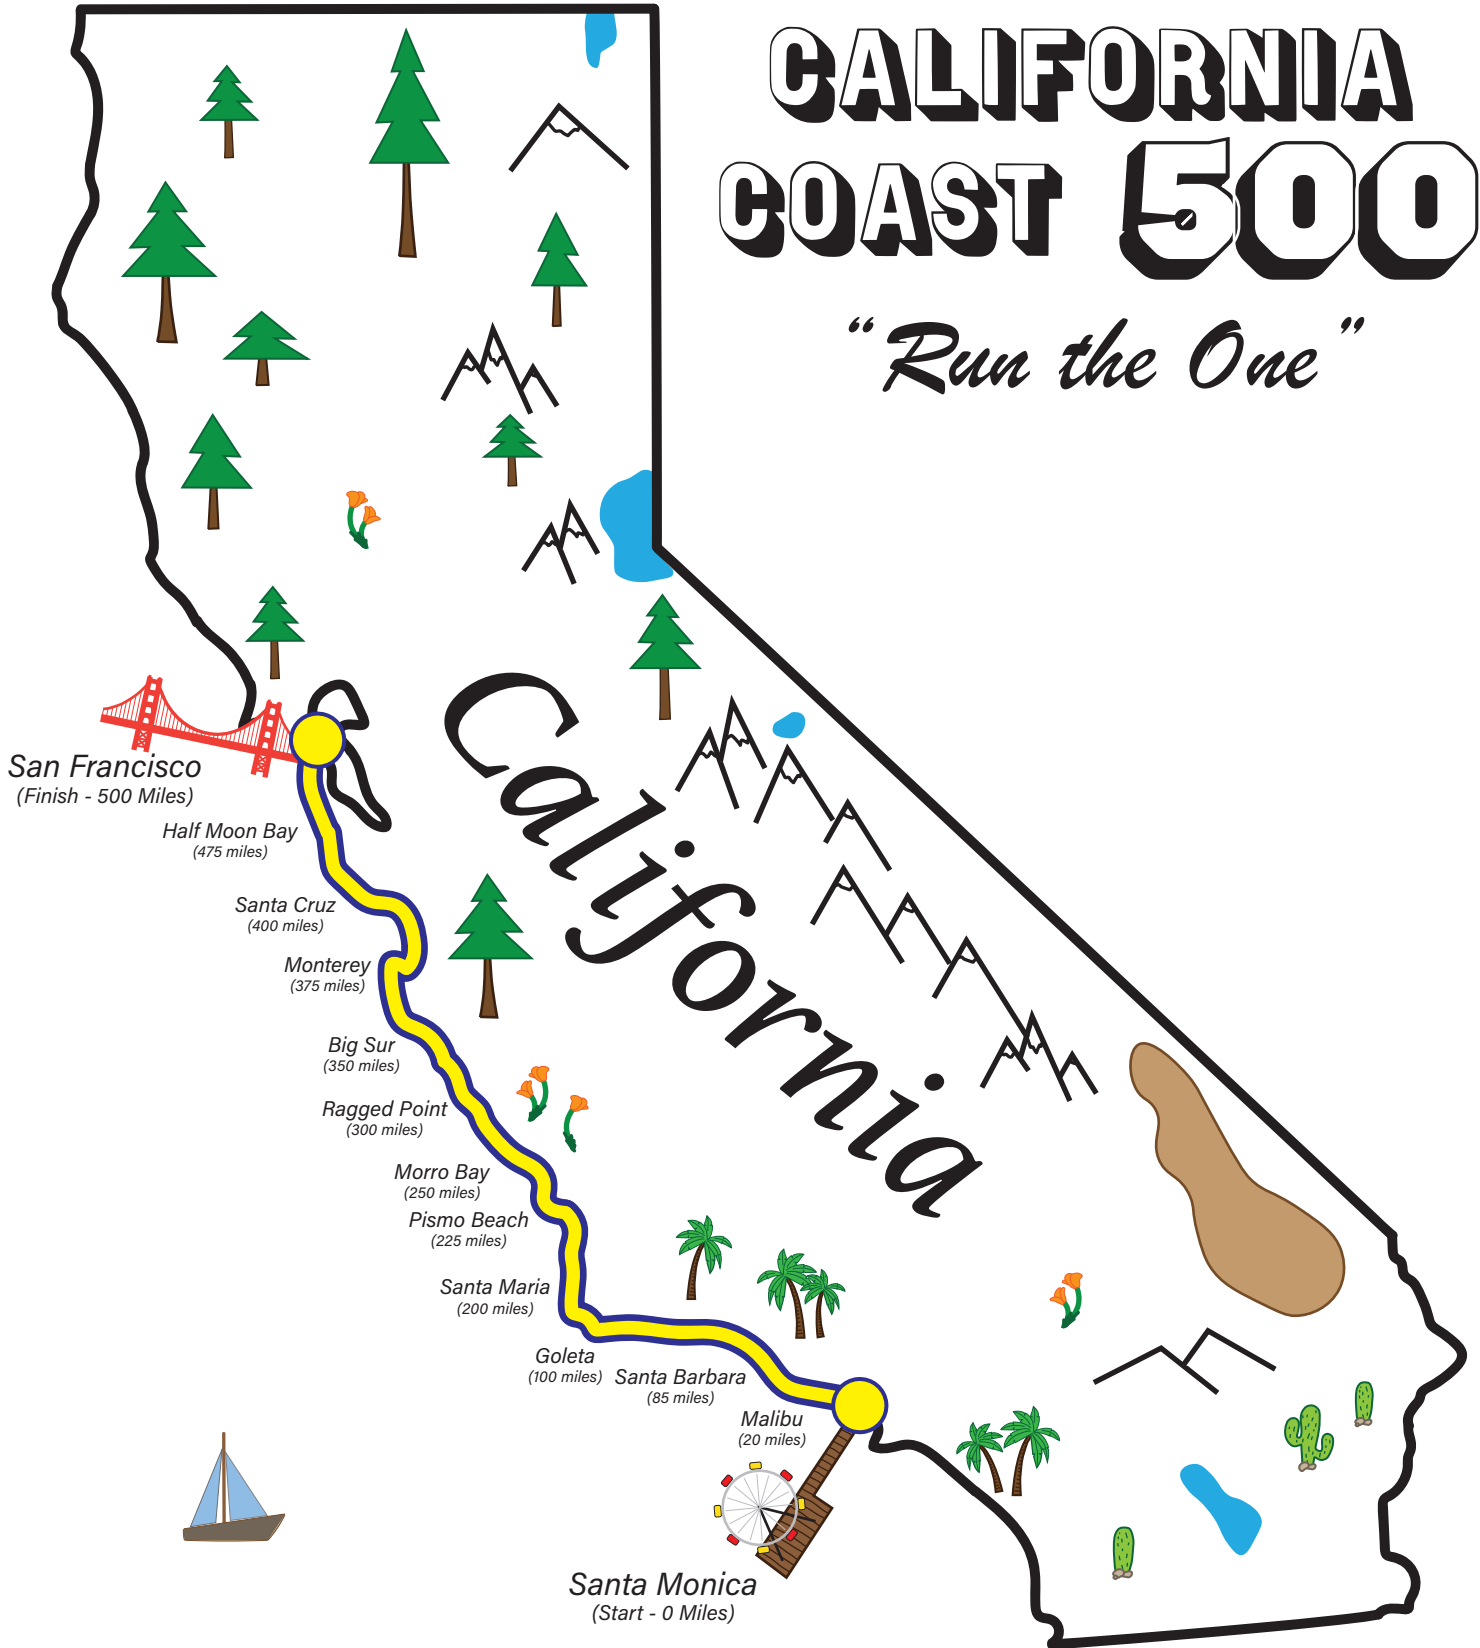 CALIFORNIA
COAST 500
“Run the One”
California
San Francisco
(Finish - 500 Miles)
Half Moon Bay
(475 miles)
Santa Cruz
(400 miles)
Monterey
(375 miles)
Big Sur
(350 miles)
Ragged Point
(300 miles)
Morro Bay
(250 miles)
Pismo Beach
(225 miles)
Santa Maria
(200 miles)
Goleta
(100 miles)
Santa Barbara
(85 miles)
Malibu
(20 miles)
Santa Monica
(Start - 0 Miles)